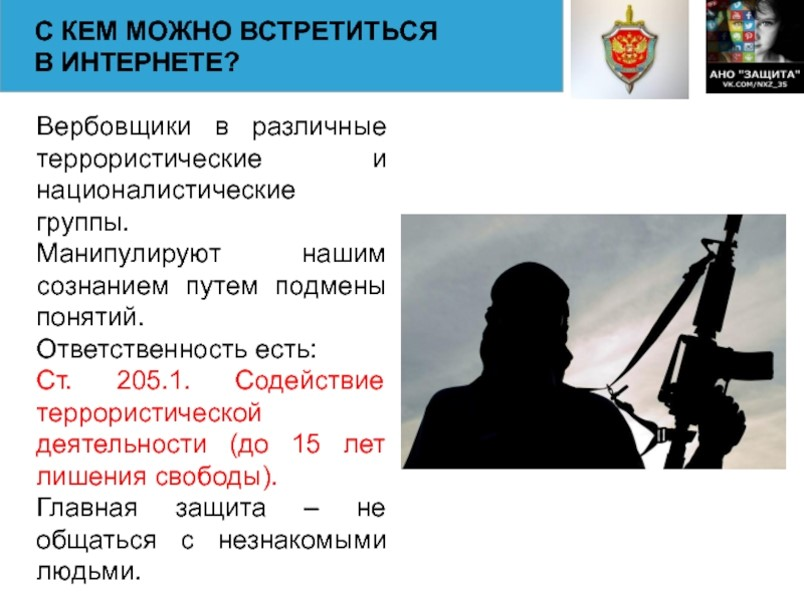 С КЕМ МОЖНО ВСТРЕТИТЬСЯ
В ИНТЕРНЕТЕ?
АНО "ЗАЩИТА"
VK.COM/NXZ_35
Вербовщики в различные
террористические и
националистические
группы.
Манипулируют нашим
сознанием путем подмены
понятий.
Ответственность есть:
Ст. 205.1. Содействие
террористической
деятельности (до 15 лет
лишения свободы).
Главная защита – не
общаться с незнакомыми
людьми.